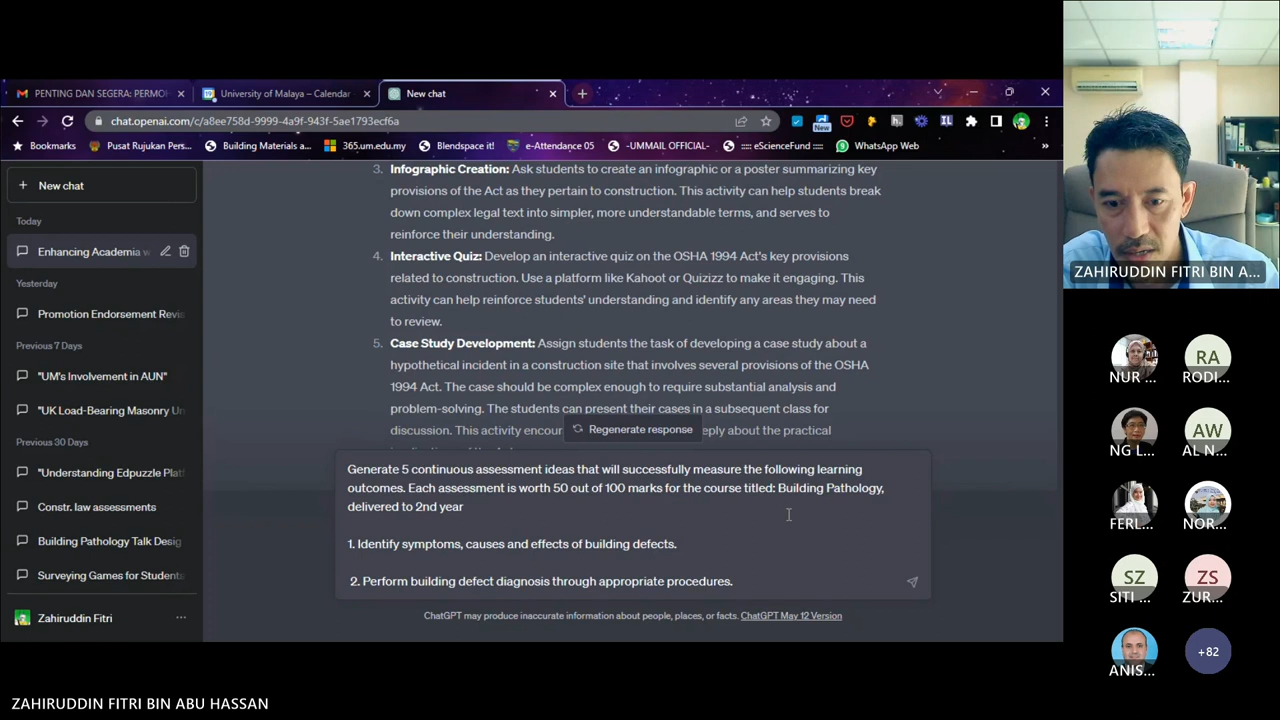 PENTING DAN SEGERA: PERMOH
University of Malaya – Calendar
New chat
chat.openai.com/c/a8ee758d-9999-4a9f-943f-5ae1793ecf6a
New
Bookmarks
Pusat Rujukan Pers...
Building Materials a...
365.um.edu.my
Blendspace it!
e-Attendance 05
-UMMAIL OFFICIAL-
::::: eScienceFund :::::
WhatsApp Web
»
+ New chat
Today
Enhancing Academia w
Yesterday
Promotion Endorsement Revis
Previous 7 Days
"UM's Involvement in AUN"
"UK Load-Bearing Masonry Un
Previous 30 Days
"Understanding Edpuzzle Platf
Constr. law assessments
Building Pathology Talk Desig
Surveying Games for Students
Zahiruddin Fitri
3. Infographic Creation: Ask students to create an infographic or a poster summarizing key
provisions of the Act as they pertain to construction. This activity can help students break
down complex legal text into simpler, more understandable terms, and serves to
reinforce their understanding.
4. Interactive Quiz: Develop an interactive quiz on the OSHA 1994 Act's key provisions
related to construction. Use a platform like Kahoot or Quizizz to make it engaging. This
activity can help reinforce students' understanding and identify any areas they may need
to review.
5. Case Study Development: Assign students the task of developing a case study about a
hypothetical incident in a construction site that involves several provisions of the OSHA
1994 Act. The case should be complex enough to require substantial analysis and
problem-solving. The students can present their cases in a subsequent class for
discussion. This activity encour
eply about the practical
Regenerate response
Generate 5 continuous assessment ideas that will successfully measure the following learning
outcomes. Each assessment is worth 50 out of 100 marks for the course titled: Building Pathology,
delivered to 2nd year
1. Identify symptoms, causes and effects of building defects.
2. Perform building defect diagnosis through appropriate procedures.
ChatGPT may produce inaccurate information about people, places, or facts. ChatGPT May 12 Version
ZAHIRUDDIN FITRI BIN A...
NUR ...
RA
RODI...
NG L...
AW
AL N...
FERL...
NOR...
SZ
SITI ...
ZS
ZUR...
ANIS...
+82
ZAHIRUDDIN FITRI BIN ABU HASSAN